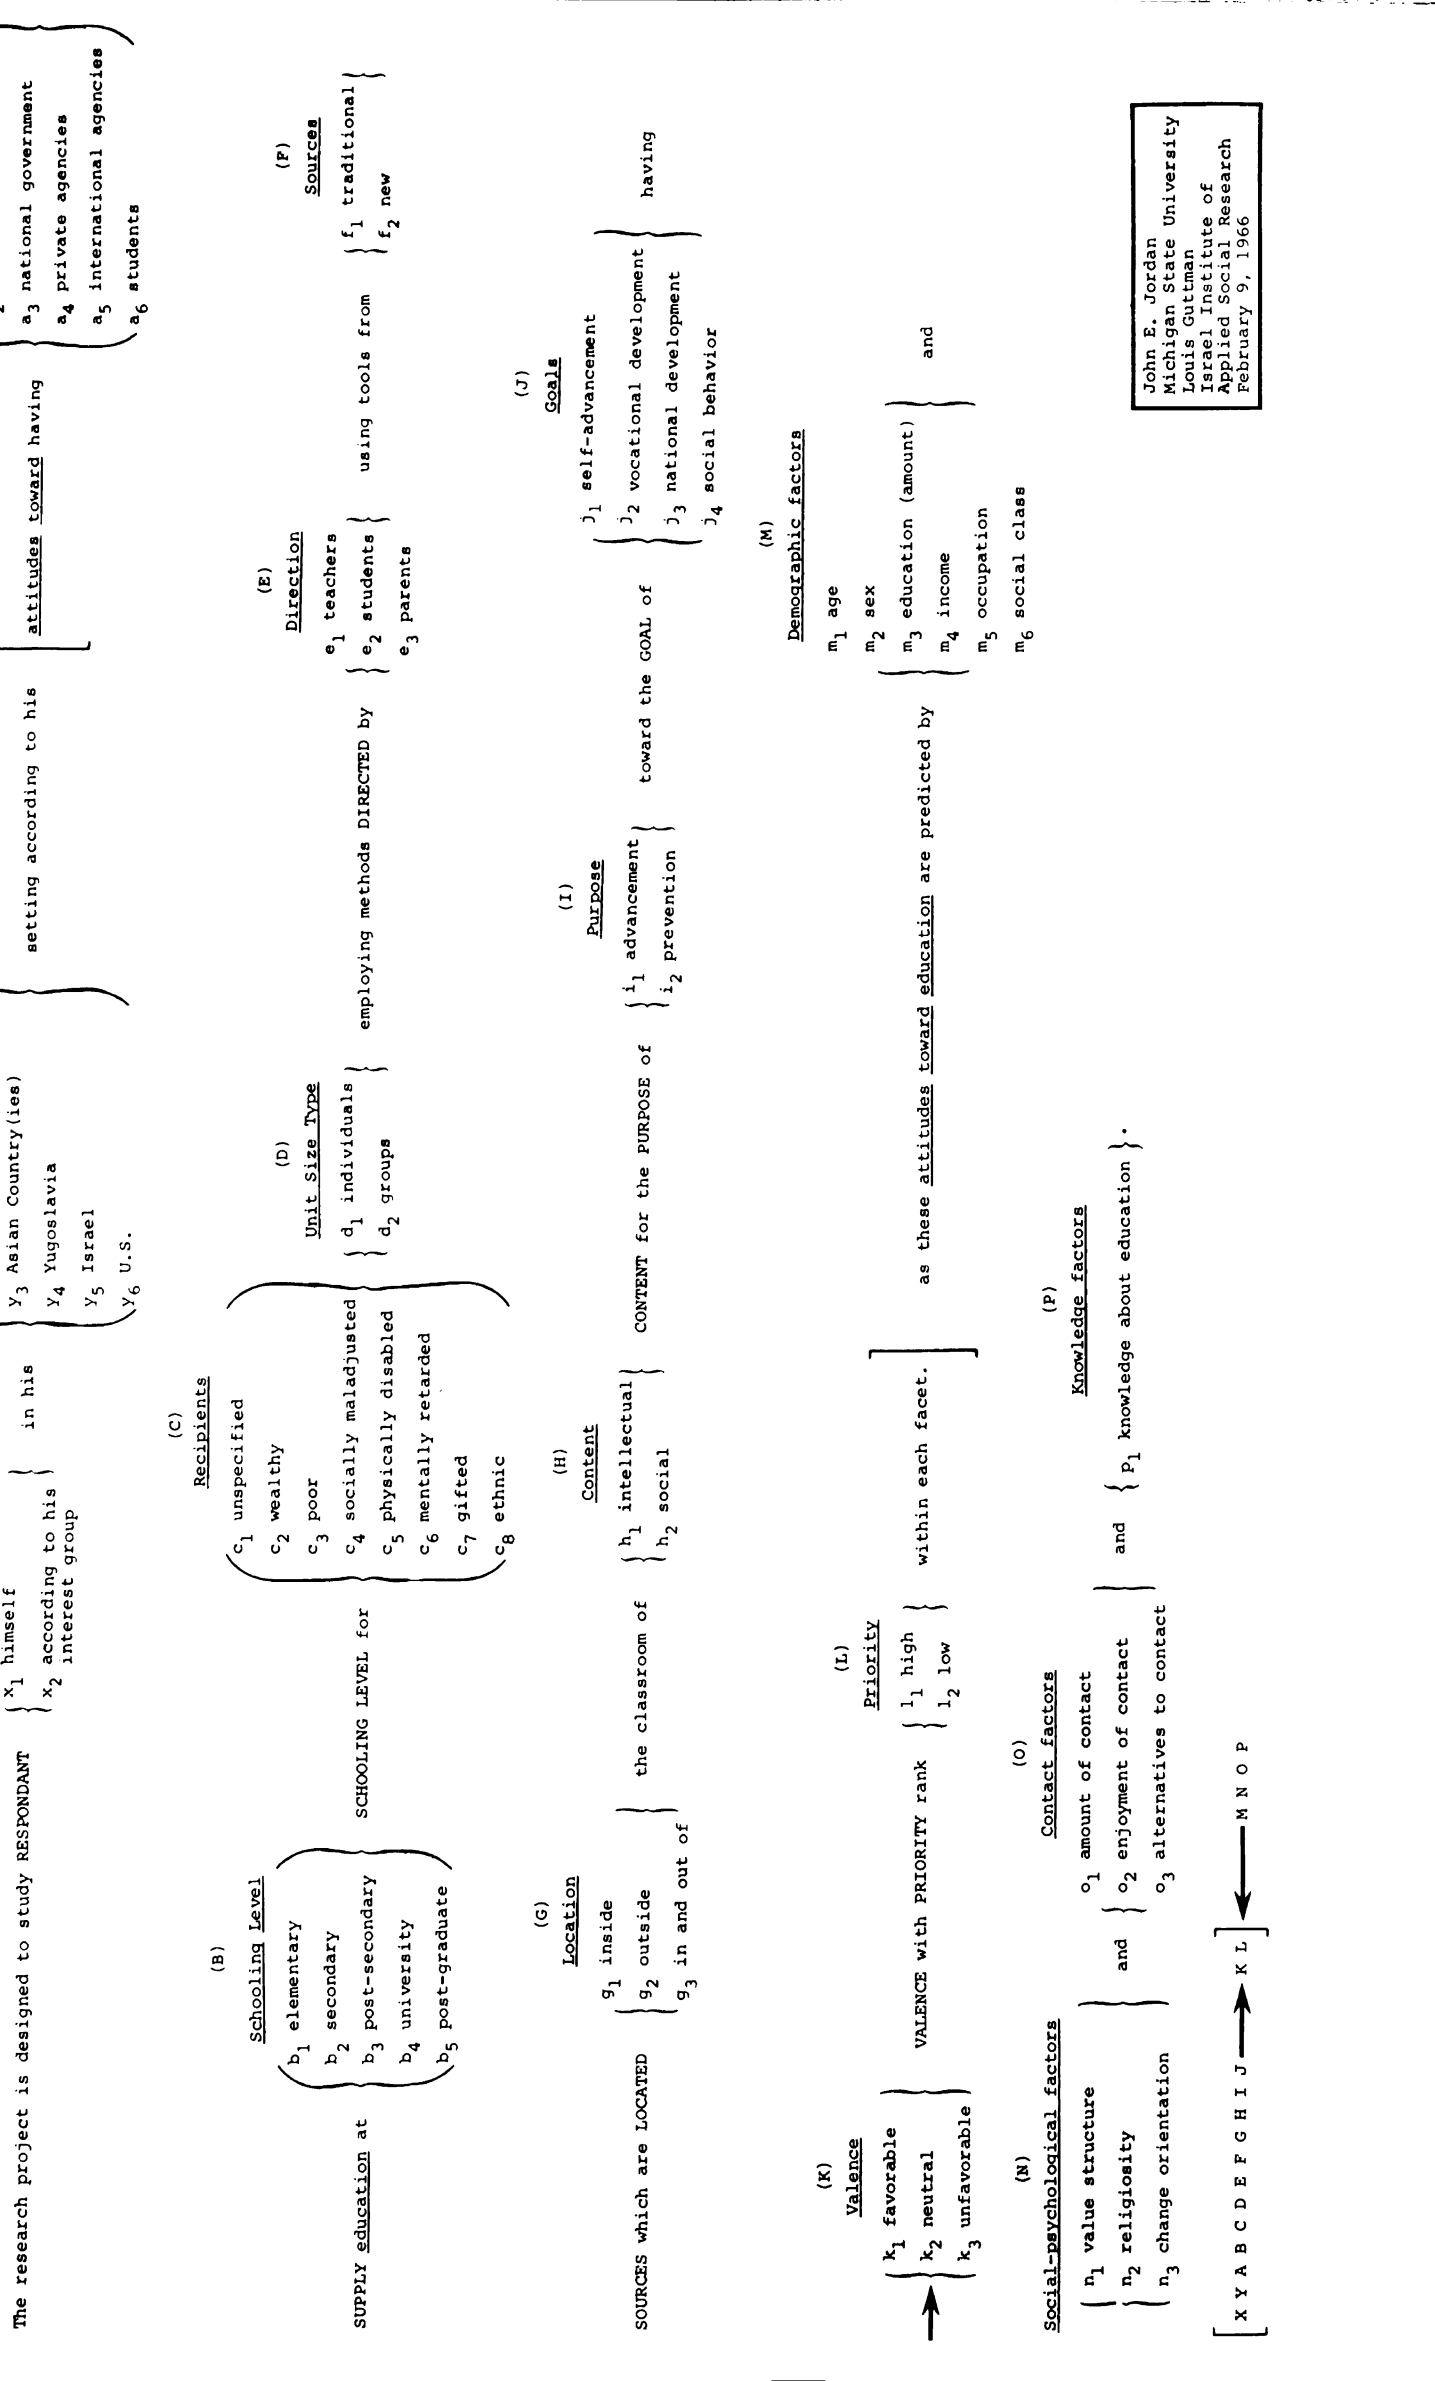 The research project is designed to study RESPONDANT { x1 himself
x2 according to his interest group } in his { y3 Asian Country(ies)
y4 Yugoslavia
y5 Israel
y6 U.S. } setting according to his [ attitudes toward having { a3 national government
a4 private agencies
a5 international agencies
a6 students }
(B)
Schooling Level
SUPPLY education at { b1 elementary
b2 secondary
b3 post-secondary
b4 university
b5 post-graduate } SCHOOLING LEVEL for
(C)
Recipients
{ c1 unspecified
c2 wealthy
c3 poor
c4 socially maladjusted
c5 physically disabled
c6 mentally retarded
c7 gifted
c8 ethnic }
(D)
Unit Size Type
{ d1 individuals
d2 groups } employing methods DIRECTED by
(E)
Direction
{ e1 teachers
e2 students
e3 parents } using tools from
(F)
Sources
{ f1 traditional
f2 new }
(G)
Location
SOURCES which are LOCATED { g1 inside
g2 outside
g3 in and out of } the classroom of
(H)
Content
{ h1 intellectual
h2 social } CONTENT for the PURPOSE of
(I)
Purpose
{ i1 advancement
i2 prevention } toward the GOAL of
(J)
Goals
{ j1 self-advancement
j2 vocational development
j3 national development
j4 social behavior } having
(K)
Valence
→ { k1 favorable
k2 neutral
k3 unfavorable } VALENCE with PRIORITY rank
(L)
Priority
{ l1 high
l2 low } within each facet. ] as these attitudes toward education are predicted by
(M)
Demographic factors
{ m1 age
m2 sex
m3 education (amount)
m4 income
m5 occupation
m6 social class } and
(N)
Social-psychological factors
{ n1 value structure
n2 religiosity
n3 change orientation } and
(O)
Contact factors
{ o1 amount of contact
o2 enjoyment of contact
o3 alternatives to contact } and
(P)
Knowledge factors
{ p1 knowledge about education }.
[ X Y A B C D E F G H I J → K L ] ← M N O P
John E. Jordan
Michigan State University
Louis Guttman
Israel Institute of
Applied Social Research
February 9, 1966